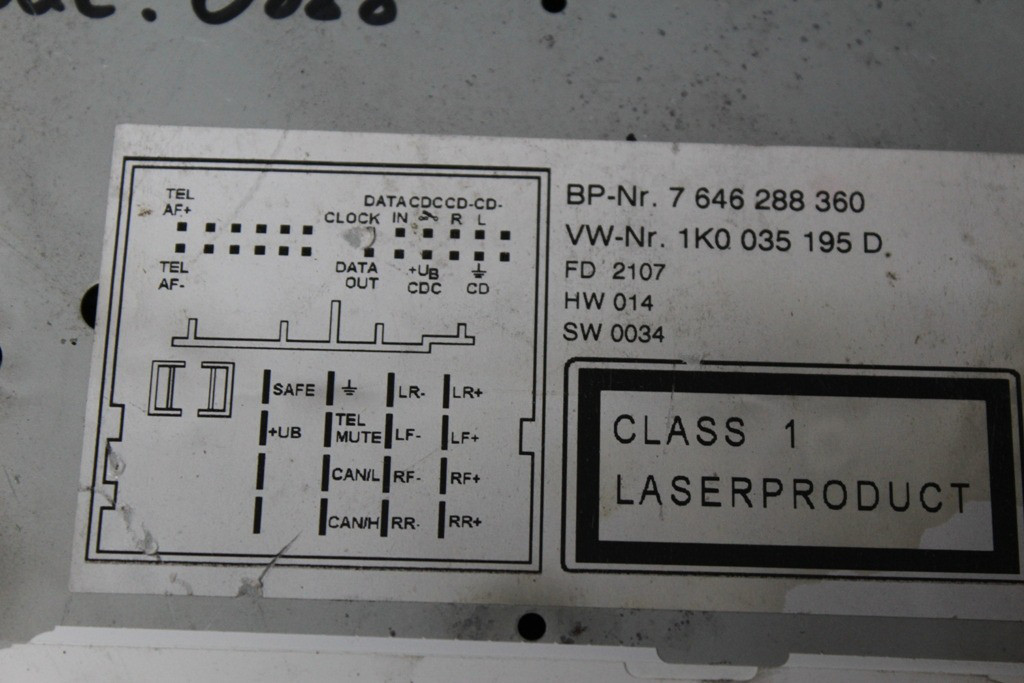 TEL
AF+
DATA CDC CD- CD-
CLOCK IN R L
TEL
AF-
DATA
OUT
+UB
CDC
CD
SAFE LR- LR+
+UB TEL
MUTE LF- LF+
CAN/L RF- RF+
CAN/H RR- RR+
BP-Nr. 7 646 288 360
VW-Nr. 1K0 035 195 D.
FD 2107
HW 014
SW 0034
CLASS 1
LASERPRODUCT